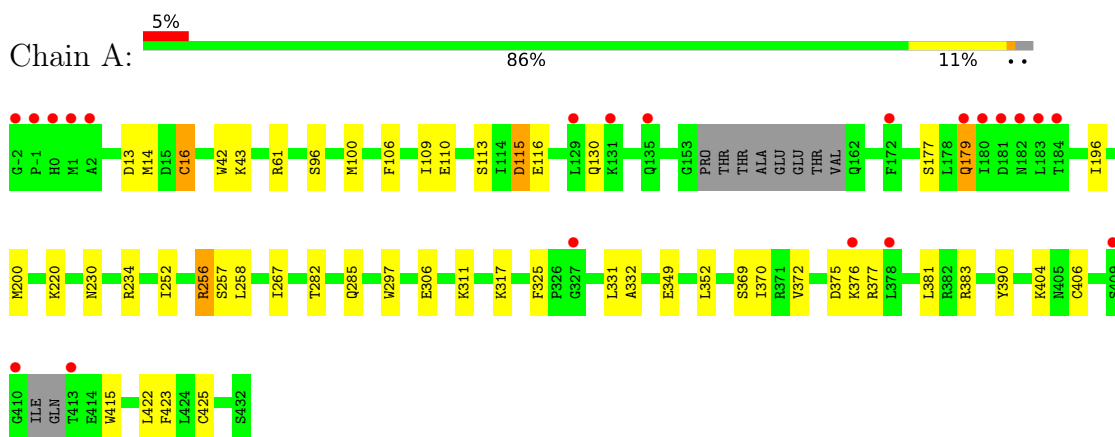 5%
Chain A:
86% 11% • •
G-2 P-1 H0 M1 A2 D13 M14 D15 C16 W42 K43 R61 S96 M100 F106 I109 E110 S113 I114 D115 E116 L129 Q130 K131 Q135 G153 PRO THR THR ALA GLU GLU THR VAL Q162 F172 S177 L178 Q179 I180 D181 N182 L183 T184 I196
M200 K220 N230 R234 I252 R256 S257 L258 I267 T282 Q285 W297 E306 K311 K317 F325 P326 G327 L331 A332 E349 L352 S369 I370 R371 V372 D375 K376 R377 L378 L381 R382 R383 Y390 K404 N405 C406 S409
G410 ILE GLN T413 E414 W415 L422 F423 L424 C425 S432